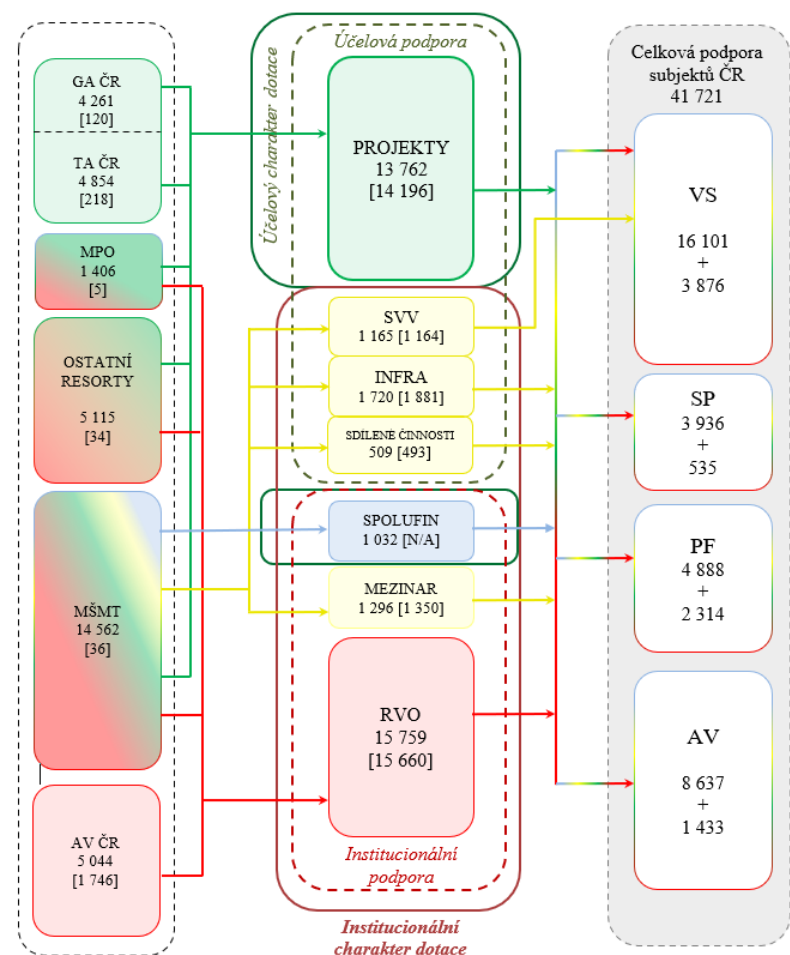 GA ČR
4 261
[120]
TA ČR
4 854
[218]
MPO
1 406
[5]
OSTATNÍ
RESORTY
5 115
[34]
MŠMT
14 562
[36]
AV ČR
5 044
[1 746]
Účelový charakter dotace
Účelová podpora
PROJEKTY
13 762
[14 196]
SVV
1 165 [1 164]
INFRA
1 720 [1 881]
SDÍLENÉ ČINNOSTI
509 [493]
SPOLUFIN
1 032 [N/A]
MEZINAR
1 296 [1 350]
RVO
15 759
[15 660]
Institucionální
podpora
Institucionální
charakter dotace
Celková podpora
subjektů ČR
41 721
VS
16 101
+
3 876
SP
3 936
+
535
PF
4 888
+
2 314
AV
8 637
+
1 433